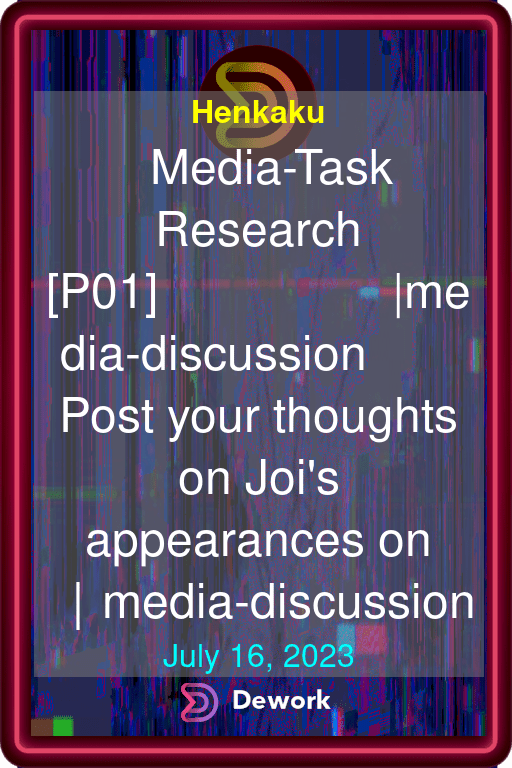 Henkaku
Media-Task
Research
[P01] |me
dia-discussion
Post your thoughts
on Joi's
appearances on
| media-discussion
July 16, 2023
Dework